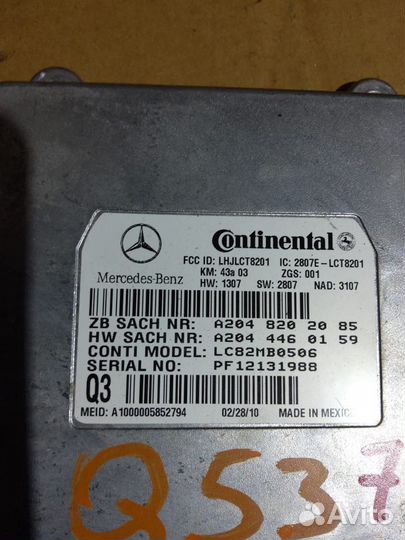 Continental
FCC ID: LHJLCT8201 IC: 2807E-LCT8201
Mercedes-Benz
KM: 43a 03 ZGS: 001
HW: 1307 SW: 2807 NAD: 3107
ZB SACH NR: A204 820 20 85
HW SACH NR: A204 446 01 59
CONTI MODEL: LC82MB0506
SERIAL NO: PF12131988
Q3
MEID: A1000005852794 02/28/10 MADE IN MEXICO
Q537
Avito